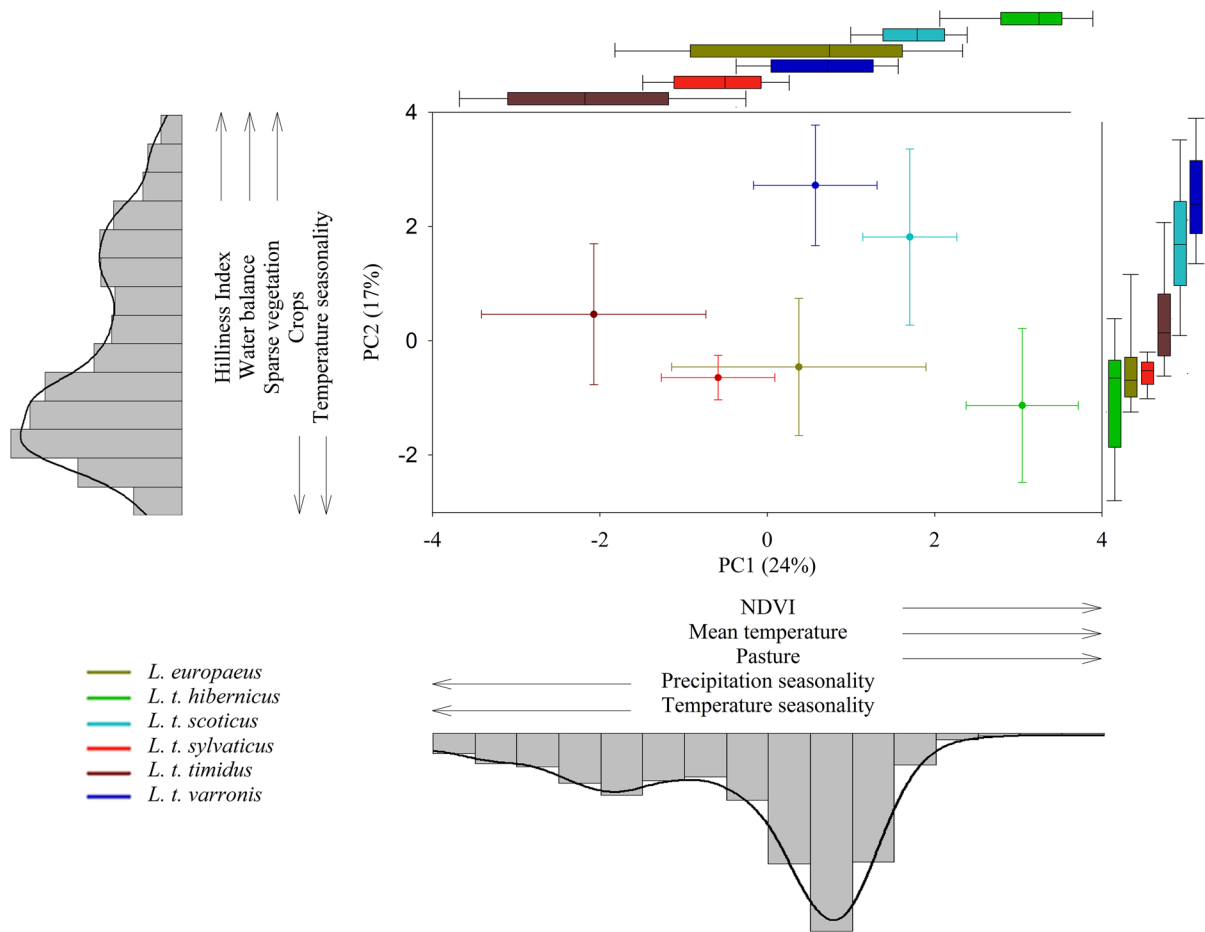 4
2
0
-2
PC2 (17%)
Hilliness Index
Water balance
Sparse vegetation
Crops
Temperature seasonality
-4
-2
0
2
4
PC1 (24%)
NDVI
Mean temperature
Pasture
Precipitation seasonality
Temperature seasonality
L. europaeus
L. t. hibernicus
L. t. scoticus
L. t. sylvaticus
L. t. timidus
L. t. varronis